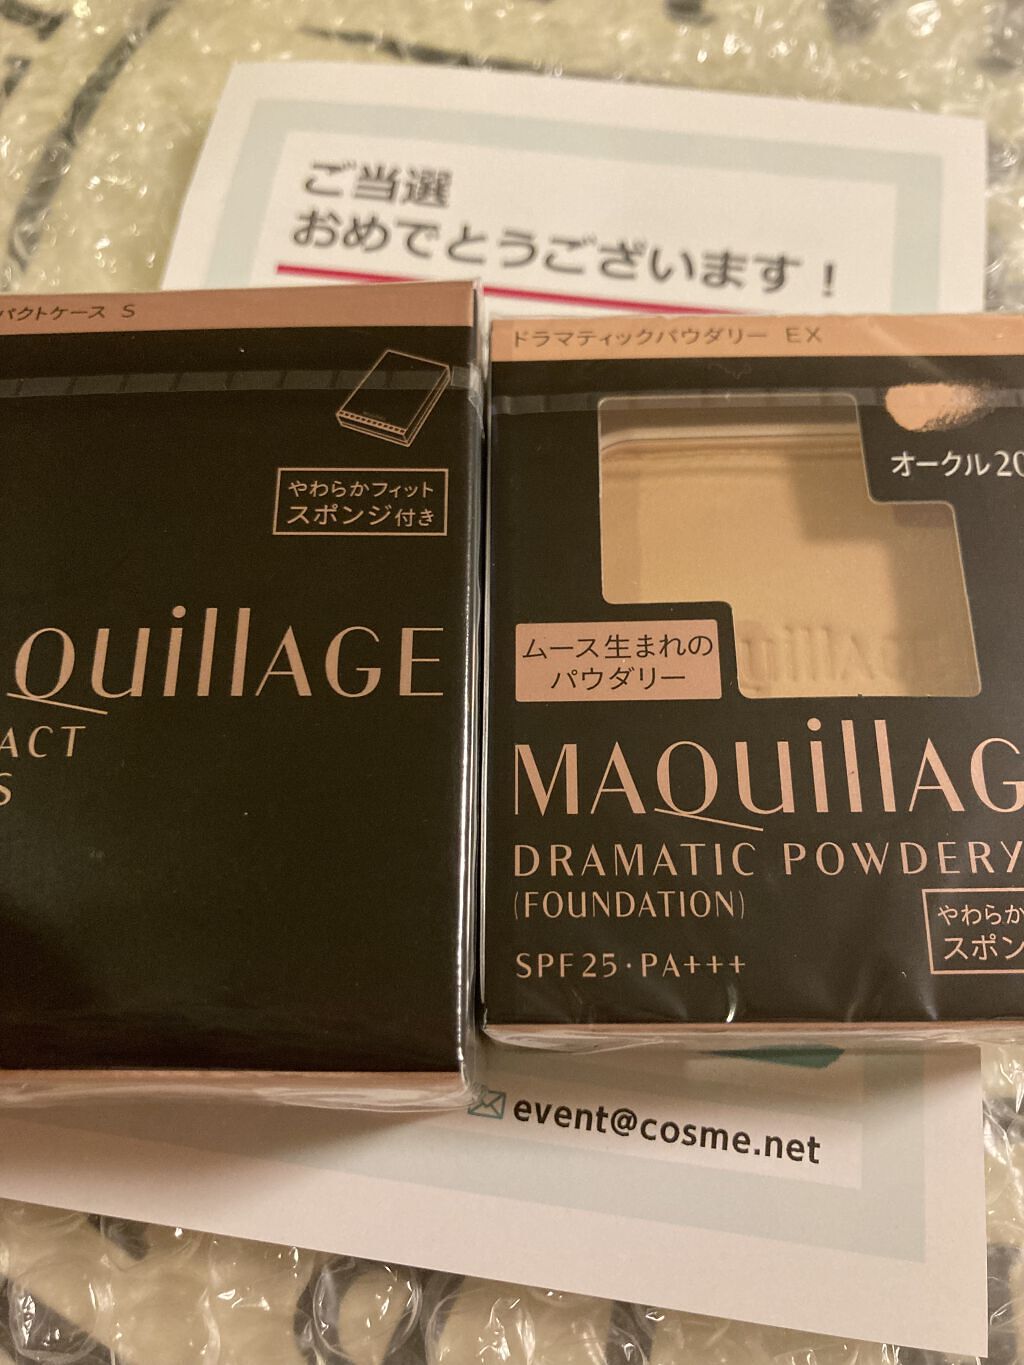 ご当選
おめでとうございます！
パクトケース S
やわらかフィット
スポンジ付き
QuillAGE
ACT
S
ドラマティックパウダリー EX
オークル20
ムース生まれの
パウダリー
MAQuillAG
DRAMATIC POWDERY
(FOUNDATION)
SPF25・PA+++
やわらか
スポン
event@cosme.net